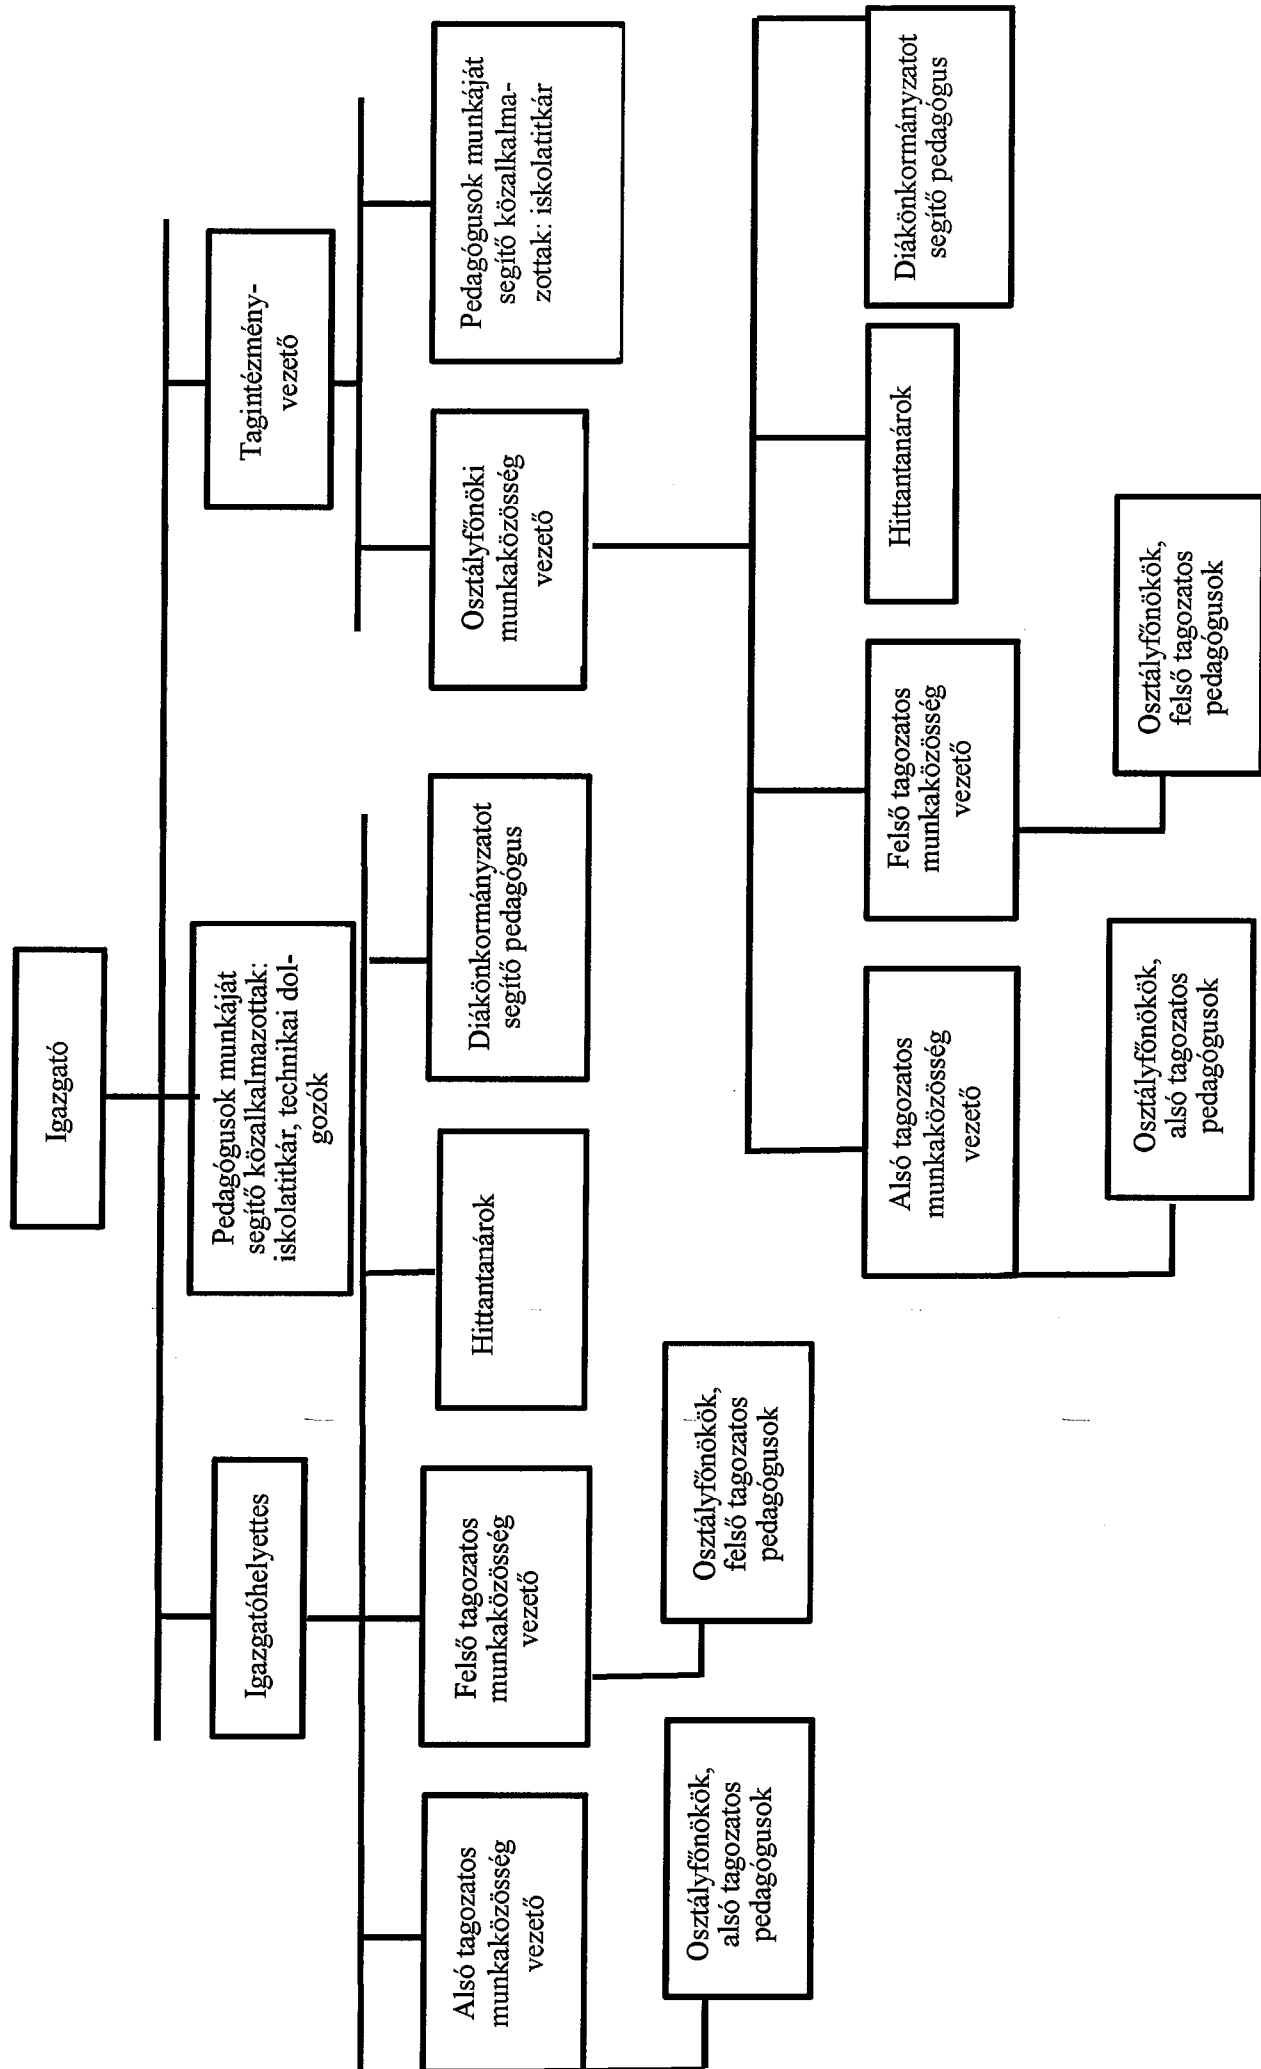 Igazgató
Igazgatóhelyettes
Pedagógusok munkáját
segítő közalkalmazottak:
iskolatitkár, technikai dol-
gozók
Tagintézmény-
vezető
Alsó tagozatos
munkaközösség
vezető
Felső tagozatos
munkaközösség
vezető
Hittantanárok
Diákönkormányzatot
segítő pedagógus
Osztályfőnöki
munkaközösség
vezető
Pedagógusok munkáját
segítő közalkalma-
zottak: iskolatitkár
Osztályfőnökök,
alsó tagozatos
pedagógusok
Osztályfőnökök,
felső tagozatos
pedagógusok
Alsó tagozatos
munkaközösség
vezető
Felső tagozatos
munkaközösség
vezető
Hittantanárok
Diákönkormányzatot
segítő pedagógus
Osztályfőnökök,
alsó tagozatos
pedagógusok
Osztályfőnökök,
felső tagozatos
pedagógusok